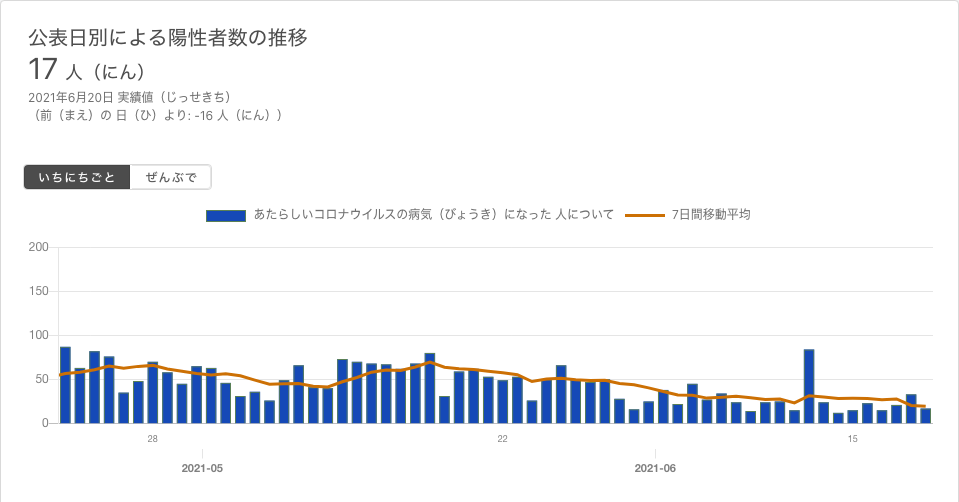 公表日別による陽性者数の推移
17 人（にん）
2021年6月20日 実績値（じっせきち）
（前（まえ）の 日（ひ）より: -16 人（にん））
いちにちごと ぜんぶで
あたらしいコロナウイルスの病気（びょうき）になった 人について 7日間移動平均
200
150
100
50
0
28 22 15
2021-05 2021-06